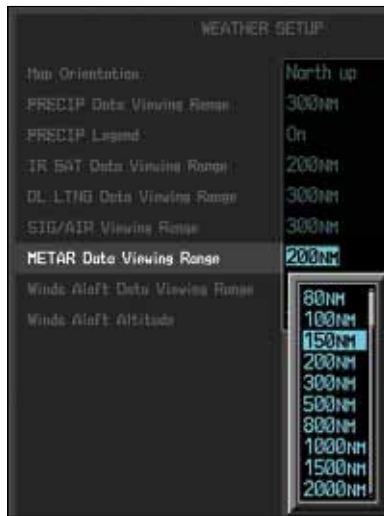 WEATHER SETUP
Map Orientation North up
PRECIP Data Viewing Range 300NM
PRECIP Legend On
IR SAT Data Viewing Range 200NM
DL LTNG Data Viewing Range 300NM
SIG/AIR Viewing Range 300NM
METAR Data Viewing Range 200NM
Winds Aloft Data Viewing Range
Winds Aloft Altitude
80NM
100NM
150NM
200NM
300NM
500NM
800NM
1000NM
1500NM
2000NM